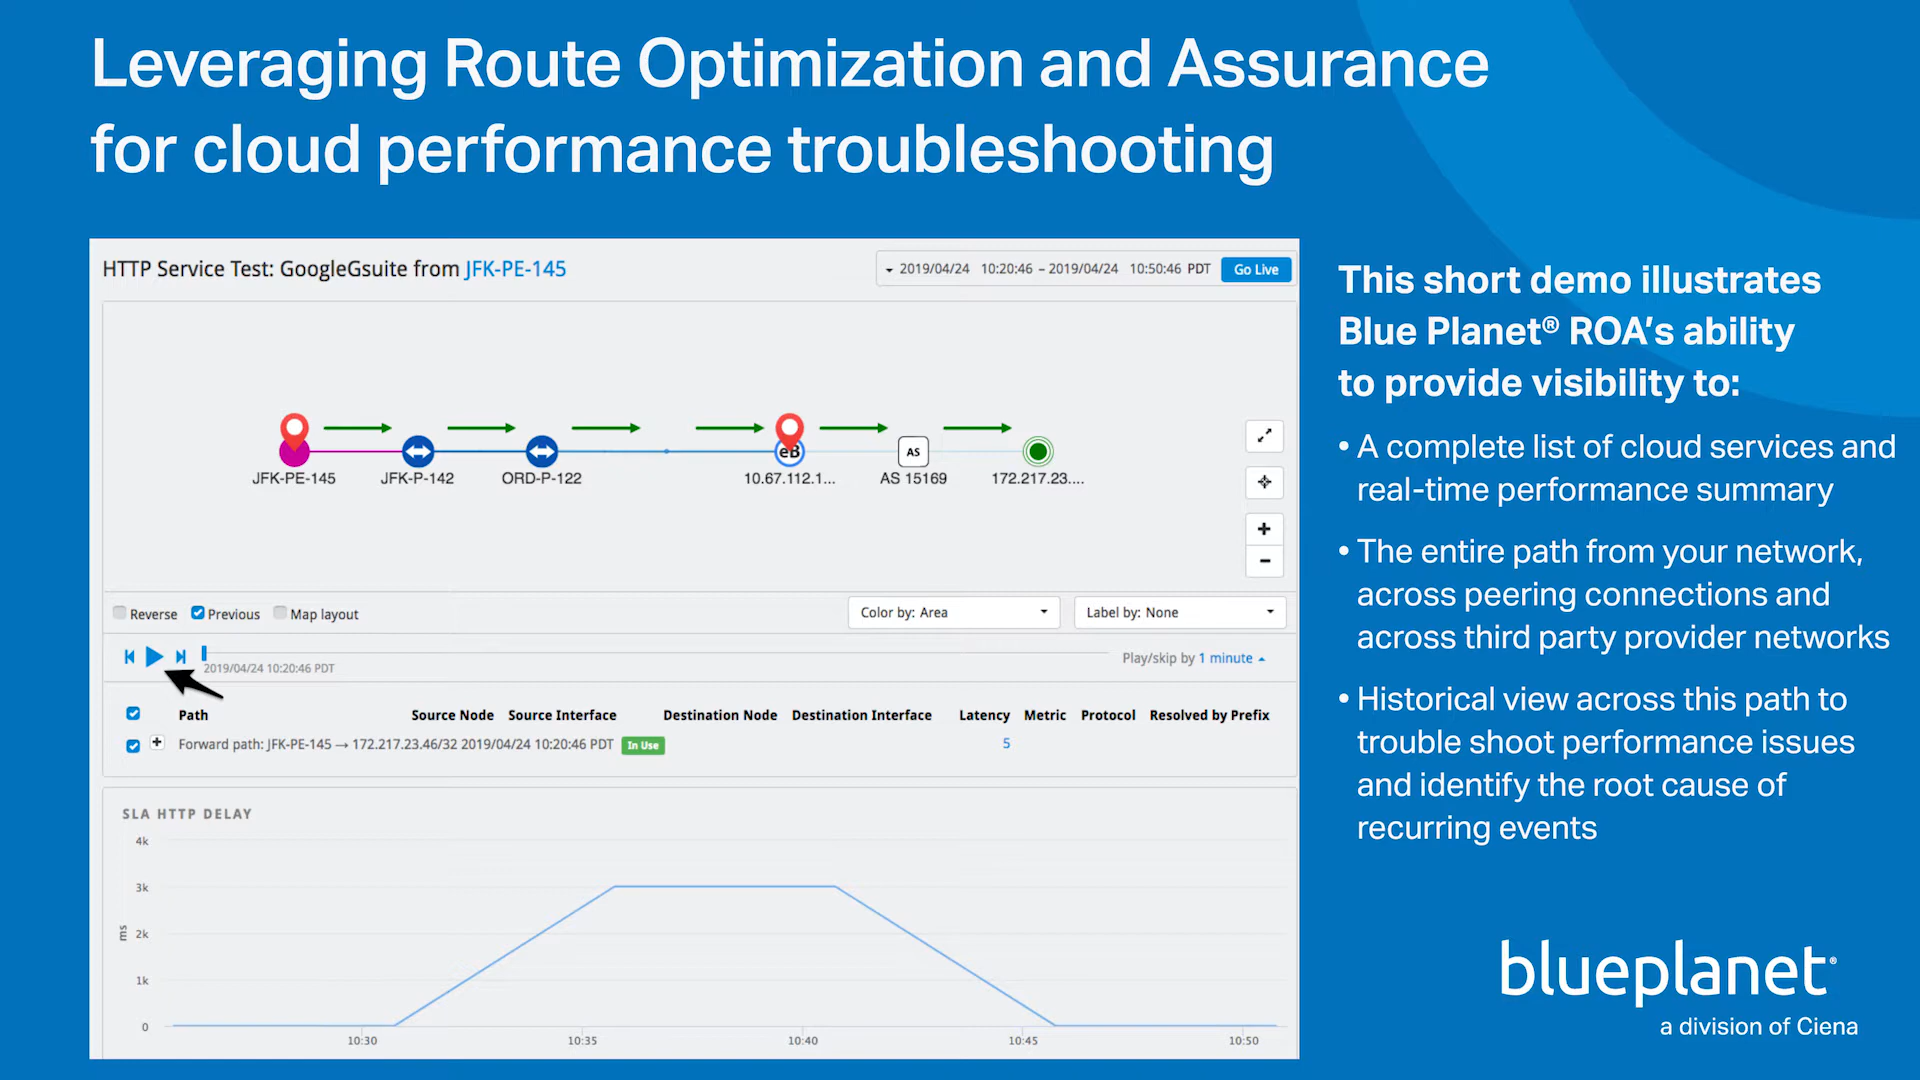 Leveraging Route Optimization and Assurance
for cloud performance troubleshooting
HTTP Service Test: GoogleGsuite from JFK-PE-145
2019/04/24 10:20:46 – 2019/04/24 10:50:46 PDT Go Live
eB
AS
JFK-PE-145 JFK-P-142 ORD-P-122 10.67.112.1... AS 15169 172.217.23....
Reverse Previous Map layout Color by: Area Label by: None
2019/04/24 10:20:46 PDT
Play/skip by 1 minute
Path Source Node Source Interface Destination Node Destination Interface Latency Metric Protocol Resolved by Prefix
Forward path: JFK-PE-145 → 172.217.23.46/32 2019/04/24 10:20:46 PDT In Use 5
SLA HTTP DELAY
4k
3k
2k
1k
0
ms
10:30 10:35 10:40 10:45 10:50
This short demo illustrates
Blue Planet® ROA's ability
to provide visibility to:
• A complete list of cloud services and
real-time performance summary
• The entire path from your network,
across peering connections and
across third party provider networks
• Historical view across this path to
trouble shoot performance issues
and identify the root cause of
recurring events
blueplanet
a division of Ciena